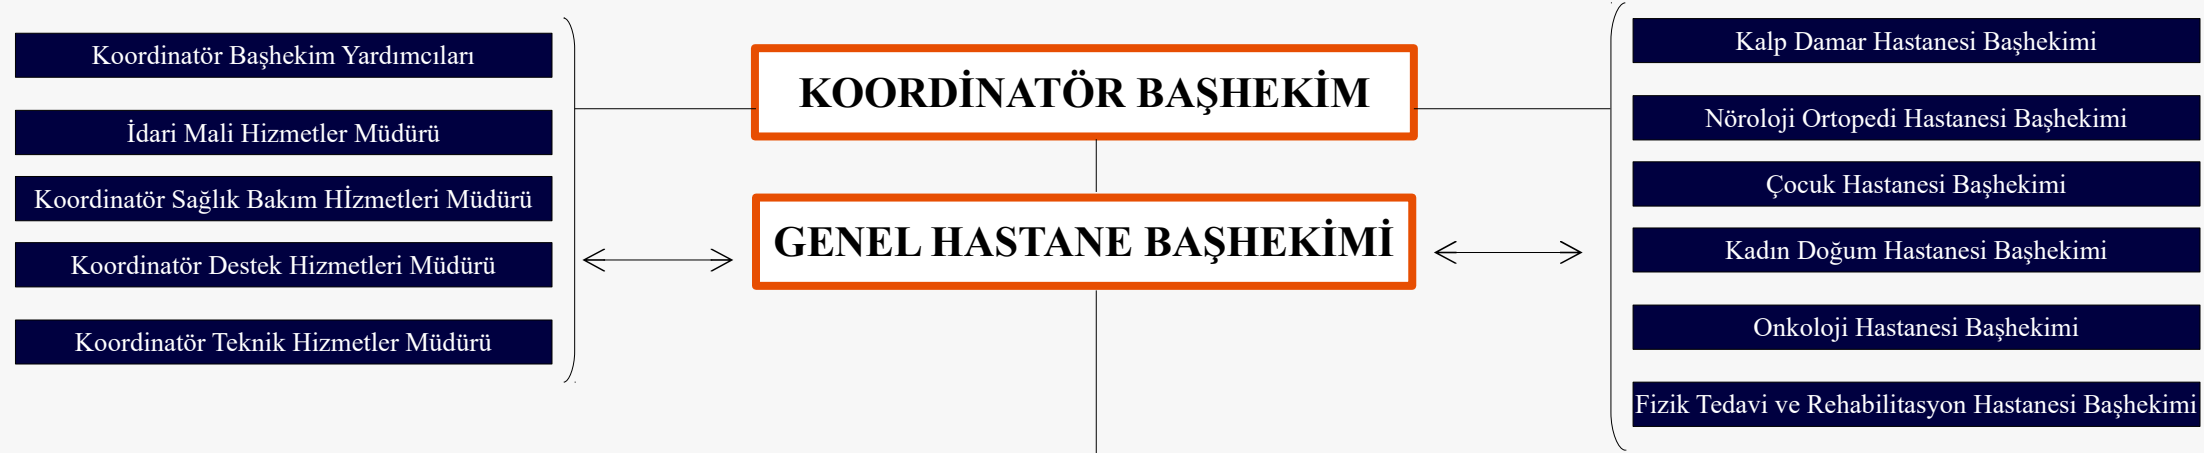 Koordinatör Başhekim Yardımcıları
İdari Mali Hizmetler Müdürü
Koordinatör Sağlık Bakım Hİzmetleri Müdürü
Koordinatör Destek Hizmetleri Müdürü
Koordinatör Teknik Hizmetler Müdürü
KOORDİNATÖR BAŞHEKİM
GENEL HASTANE BAŞHEKİMİ
Kalp Damar Hastanesi Başhekimi
Nöroloji Ortopedi Hastanesi Başhekimi
Çocuk Hastanesi Başhekimi
Kadın Doğum Hastanesi Başhekimi
Onkoloji Hastanesi Başhekimi
Fizik Tedavi ve Rehabilitasyon Hastanesi Başhekimi